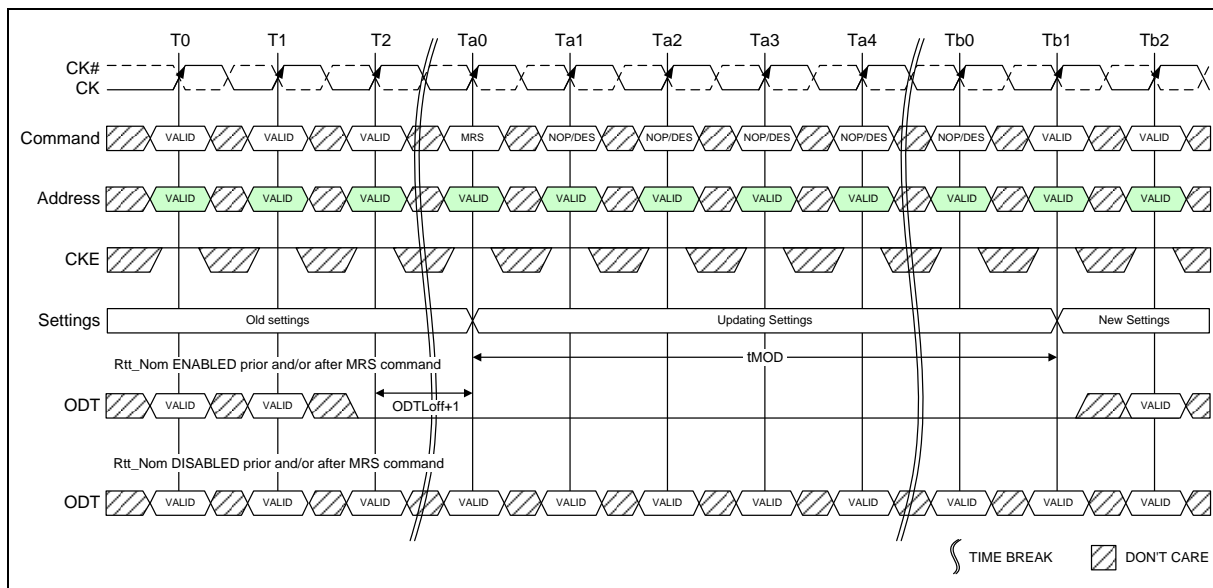 T0 T1 T2 Ta0 Ta1 Ta2 Ta3 Ta4 Tb0 Tb1 Tb2
CK#
CK
Command VALID VALID VALID MRS NOP/DES NOP/DES NOP/DES NOP/DES NOP/DES VALID VALID
Address VALID VALID VALID VALID VALID VALID VALID VALID VALID VALID VALID
CKE
Settings Old settings Updating Settings New Settings
Rtt_Nom ENABLED prior and/or after MRS command tMOD
ODTLoff+1
ODT VALID VALID VALID
Rtt_Nom DISABLED prior and/or after MRS command
ODT VALID VALID VALID VALID VALID VALID VALID VALID VALID VALID VALID
TIME BREAK DON'T CARE